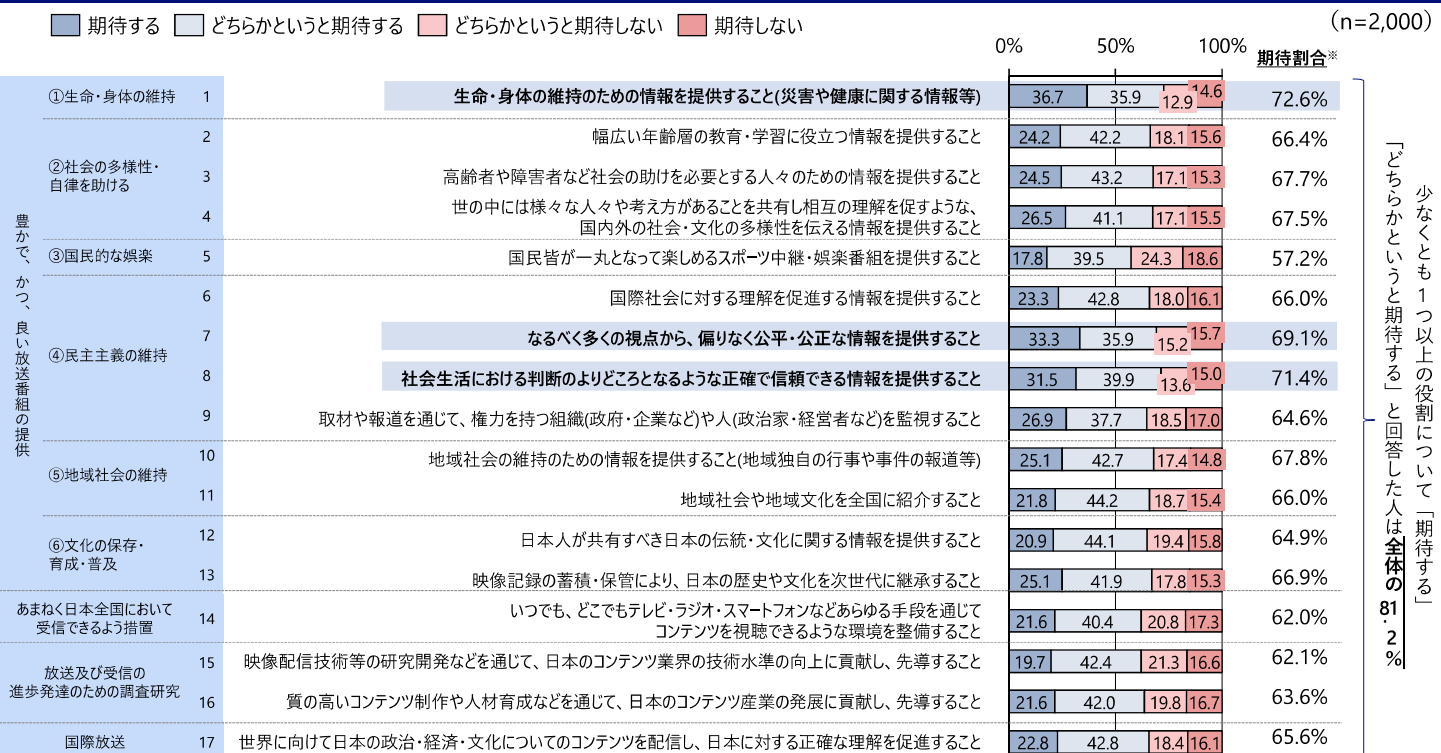 期待する どちらかというと期待する どちらかというと期待しない 期待しない
（n=2,000）
0% 50% 100% 期待割合※
豊かで、かつ、良い放送番組の提供
①生命・身体の維持 1 生命・身体の維持のための情報を提供すること(災害や健康に関する情報等) 36.7 35.9 12.9 14.6 72.6%
②社会の多様性・
自律を助ける
2 幅広い年齢層の教育・学習に役立つ情報を提供すること 24.2 42.2 18.1 15.6 66.4%
3 高齢者や障害者など社会の助けを必要とする人々のための情報を提供すること 24.5 43.2 17.1 15.3 67.7%
4 世の中には様々な人々や考え方があることを共有し相互の理解を促すような、
国内外の社会・文化の多様性を伝える情報を提供すること 26.5 41.1 17.1 15.5 67.5%
③国民的な娯楽 5 国民皆が一丸となって楽しめるスポーツ中継・娯楽番組を提供すること 17.8 39.5 24.3 18.6 57.2%
④民主主義の維持
6 国際社会に対する理解を促進する情報を提供すること 23.3 42.8 18.0 16.1 66.0%
7 なるべく多くの視点から、偏りなく公平・公正な情報を提供すること 33.3 35.9 15.2 15.7 69.1%
8 社会生活における判断のよりどころとなるような正確で信頼できる情報を提供すること 31.5 39.9 13.6 15.0 71.4%
9 取材や報道を通じて、権力を持つ組織(政府・企業など)や人(政治家・経営者など)を監視すること 26.9 37.7 18.5 17.0 64.6%
⑤地域社会の維持
10 地域社会の維持のための情報を提供すること(地域独自の行事や事件の報道等) 25.1 42.7 17.4 14.8 67.8%
11 地域社会や地域文化を全国に紹介すること 21.8 44.2 18.7 15.4 66.0%
⑥文化の保存・
育成・普及
12 日本人が共有すべき日本の伝統・文化に関する情報を提供すること 20.9 44.1 19.4 15.8 64.9%
13 映像記録の蓄積・保管により、日本の歴史や文化を次世代に継承すること 25.1 41.9 17.8 15.3 66.9%
あまねく日本全国において
受信できるよう措置
14 いつでも、どこでもテレビ・ラジオ・スマートフォンなどあらゆる手段を通じて
コンテンツを視聴できるような環境を整備すること 21.6 40.4 20.8 17.3 62.0%
放送及び受信の
進歩発達のための調査研究
15 映像配信技術等の研究開発などを通じて、日本のコンテンツ業界の技術水準の向上に貢献し、先導すること 19.7 42.4 21.3 16.6 62.1%
16 質の高いコンテンツ制作や人材育成などを通じて、日本のコンテンツ産業の発展に貢献し、先導すること 21.6 42.0 19.8 16.7 63.6%
国際放送 17 世界に向けて日本の政治・経済・文化についてのコンテンツを配信し、日本に対する正確な理解を促進すること 22.8 42.8 18.4 16.1 65.6%
少なくとも1つ以上の役割について「期待する」
「どちらかというと期待する」と回答した人は全体の81.2%